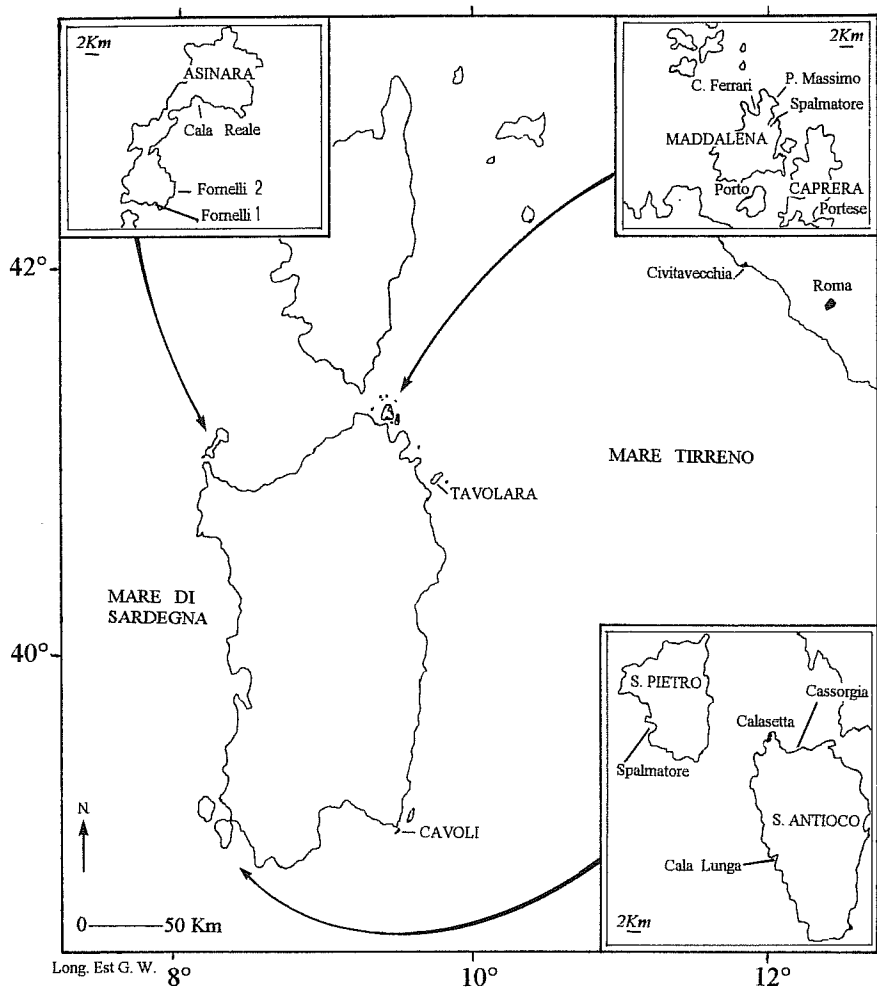 2Km
ASINARA
Cala Reale
Fornelli 2
Fornelli 1
2Km
C. Ferrari
P. Massimo
Spalmatore
MADDALENA
Porto
CAPRERA
Portese
42°
Civitavecchia
Roma
MARE TIRRENO
TAVOLARA
MARE DI
SARDEGNA
40°
S. PIETRO
Cassorgia
Calasetta
Spalmatore
S. ANTIOCO
Cala Lunga
2Km
N.
CAVOLI
0 50 Km
Long. Est G. W.
8°
10°
12°